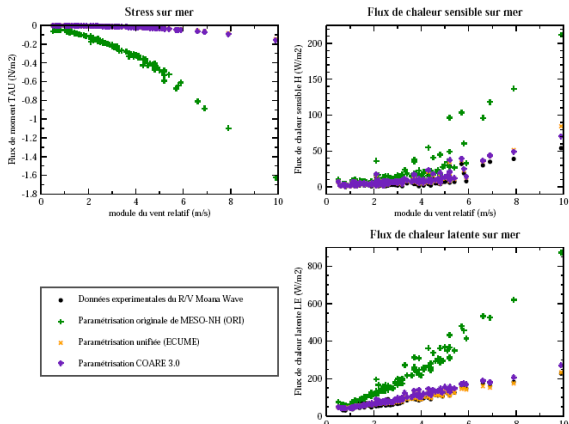 Stress sur mer
Flux de moment TAU (N/m2)
0
-0.2
-0.4
-0.6
-0.8
-1
-1.2
-1.4
-1.6
-1.8
0 2 4 6 8 10
module du vent relatif (m/s)
Flux de chaleur sensible sur mer
Flux de chaleur sensible H (W/m2)
200
150
100
50
0
0 2 4 6 8 10
module du vent relatif (m/s)
Données experimentales du R/V Moana Wave
Paramétrisation originale de MESO-NH (ORI)
Paramétrisation unifiée (ECUME)
Paramétrisation COARE 3.0
Flux de chaleur latente sur mer
Flux de chaleur latente LE (W/m2)
800
600
400
200
0
0 2 4 6 8 10